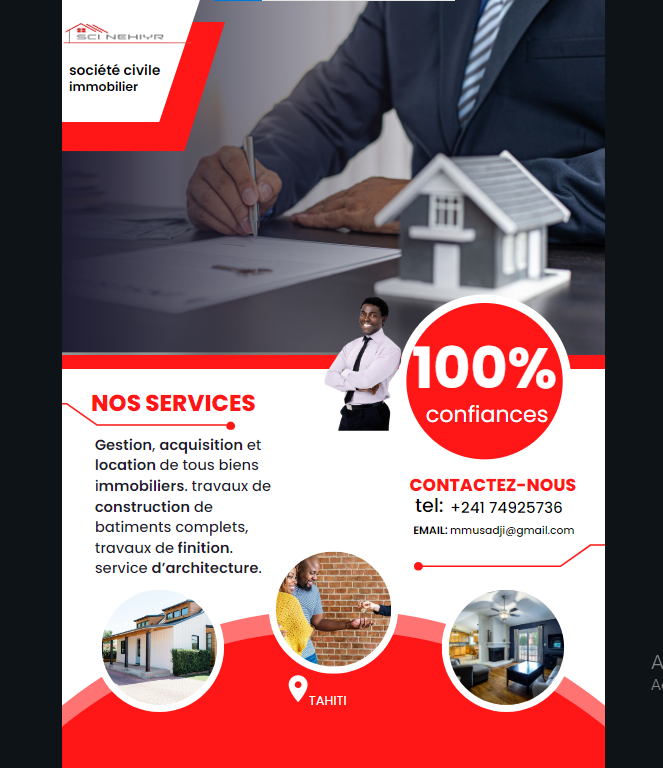 SCI NEHIYR
société civile
immobilier
100%
confiances
NOS SERVICES
Gestion, acquisition et
location de tous biens
immobiliers. travaux de
construction de
batiments complets,
travaux de finition.
service d’architecture.
CONTACTEZ-NOUS
tel: +241 74925736
EMAIL: mmusadji@gmail.com
TAHITI